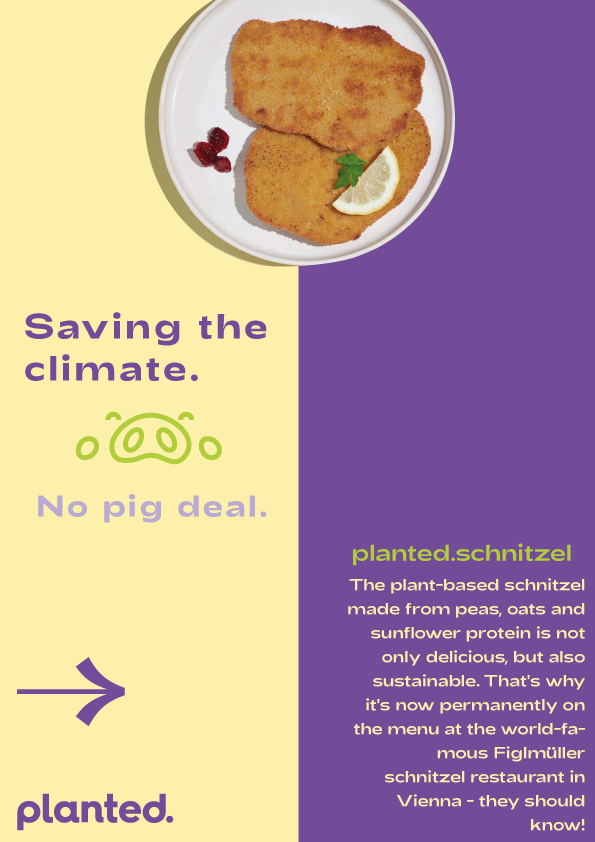 Saving the
climate.
No pig deal.
planted.schnitzel
The plant-based schnitzel
made from peas, oats and
sunflower protein is not
only delicious, but also
sustainable. That's why
it's now permanently on
the menu at the world-fa-
mous Figlmüller
schnitzel restaurant in
Vienna - they should
know!
planted.